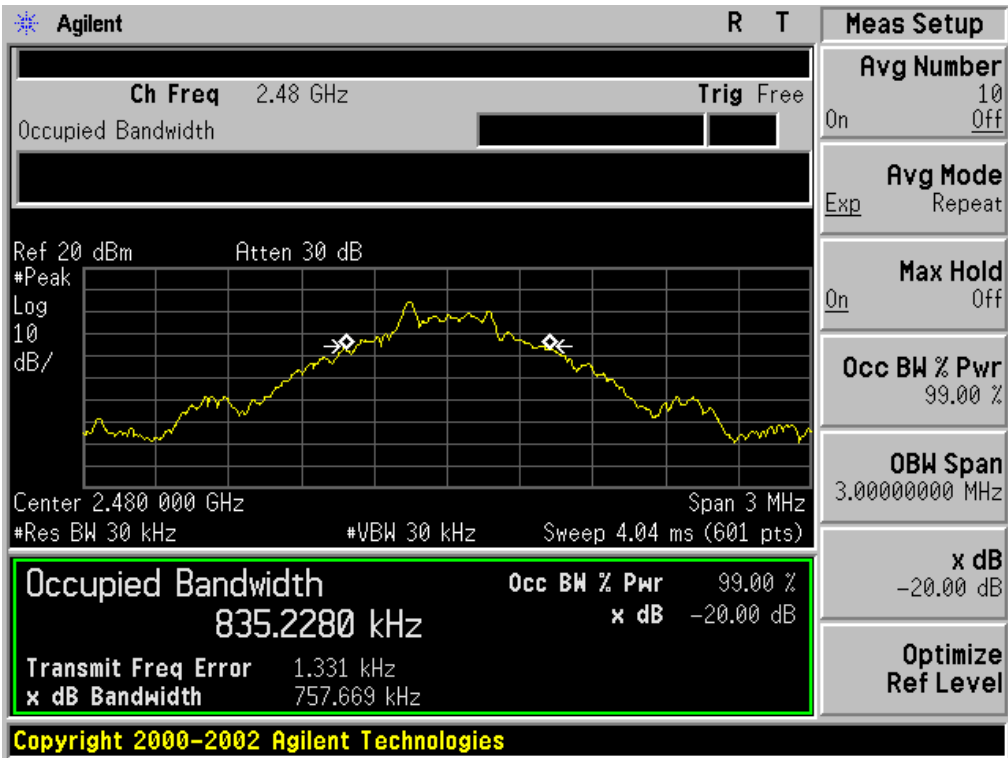 Agilent R T
Ch Freq 2.48 GHz Trig Free
Occupied Bandwidth
Ref 20 dBm Atten 30 dB
#Peak
Log
10
dB/
Center 2.480 000 GHz Span 3 MHz
#Res BW 30 kHz #VBW 30 kHz Sweep 4.04 ms (601 pts)
Occupied Bandwidth Occ BW % Pwr 99.00 %
835.2280 kHz x dB -20.00 dB
Transmit Freq Error 1.331 kHz
x dB Bandwidth 757.669 kHz
Copyright 2000-2002 Agilent Technologies
Meas Setup
Avg Number
10
On Off
Avg Mode
Exp Repeat
Max Hold
On Off
Occ BW % Pwr
99.00 %
OBW Span
3.00000000 MHz
x dB
-20.00 dB
Optimize
Ref Level